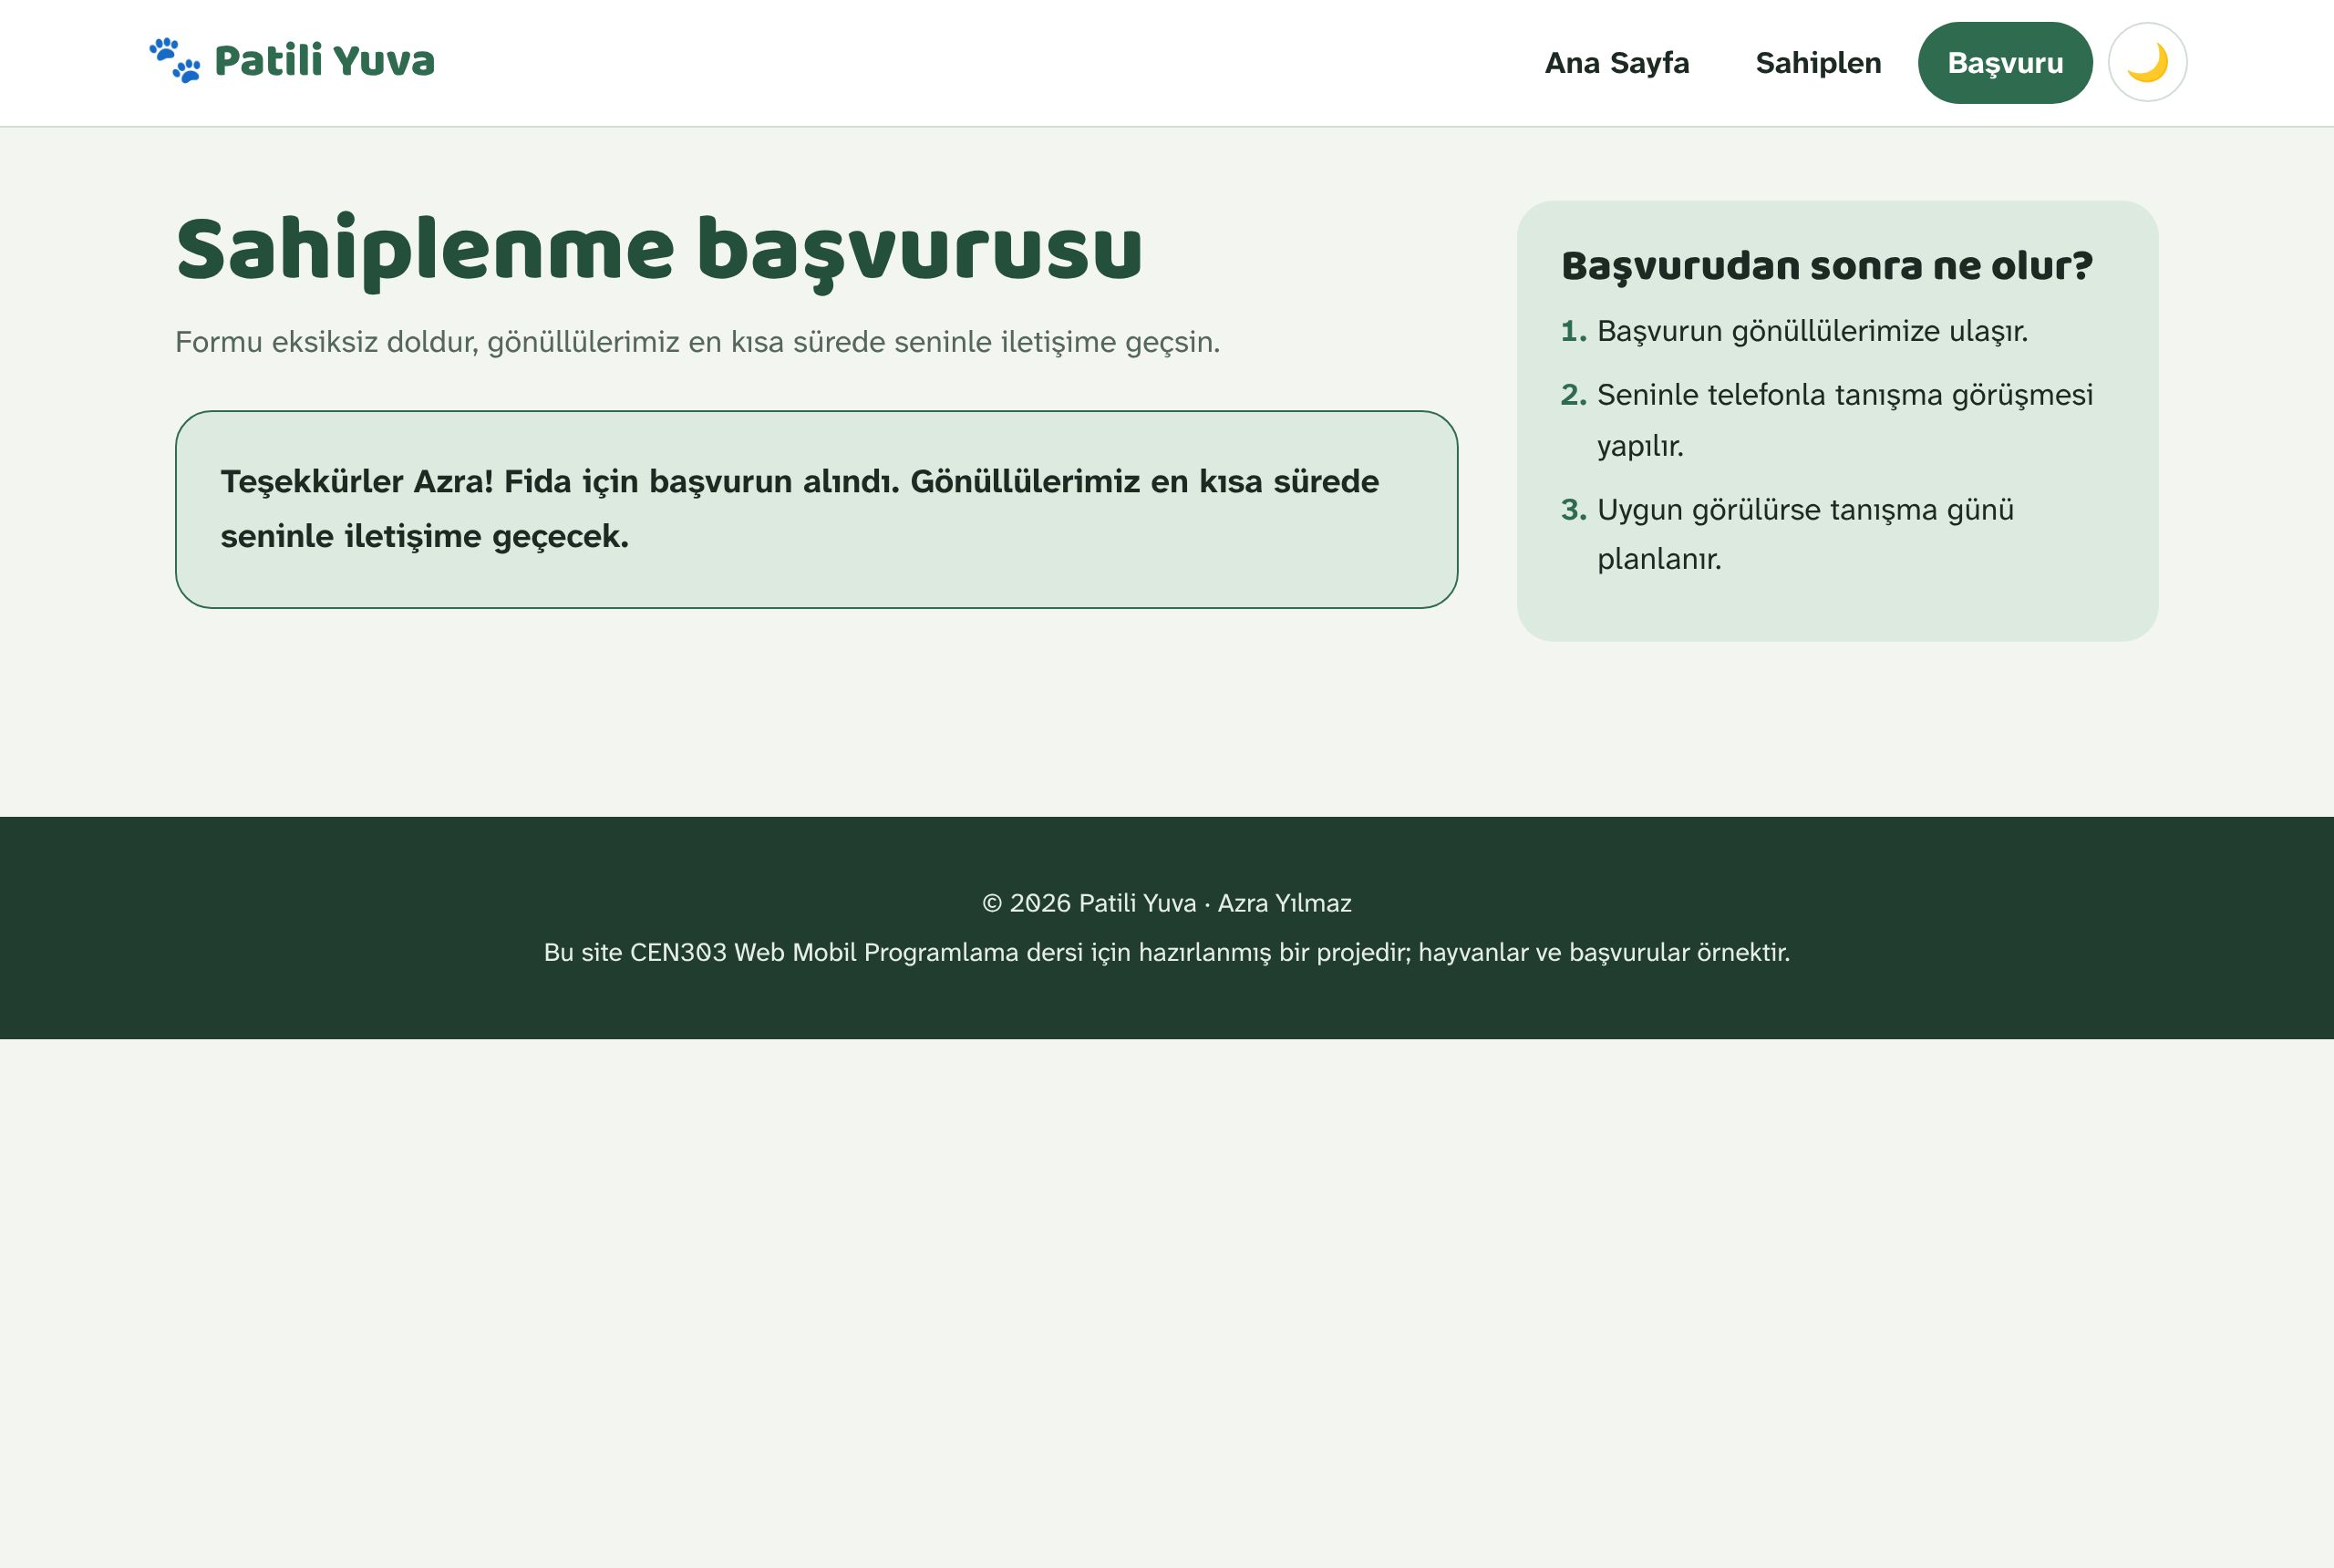 Patili Yuva
Ana Sayfa
Sahiplen
Başvuru
Sahiplenme başvurusu
Formu eksiksiz doldur, gönüllülerimiz en kısa sürede seninle iletişime geçsin.
Teşekkürler Azra! Fida için başvurun alındı. Gönüllülerimiz en kısa sürede
seninle iletişime geçecek.
Başvurudan sonra ne olur?
1. Başvurun gönüllülerimize ulaşır.
2. Seninle telefonla tanışma görüşmesi
yapılır.
3. Uygun görülürse tanışma günü
planlanır.
© 2026 Patili Yuva · Azra Yılmaz
Bu site CEN303 Web Mobil Programlama dersi için hazırlanmış bir projedir; hayvanlar ve başvurular örnektir.